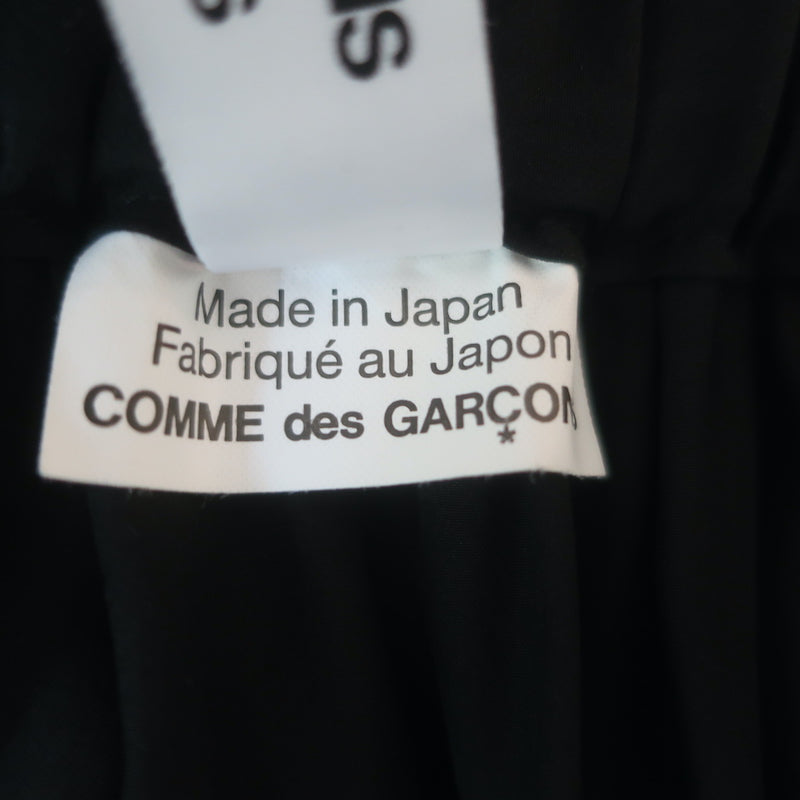 Made in Japan
Fabriqué au Japon
COMME des GARÇON
*